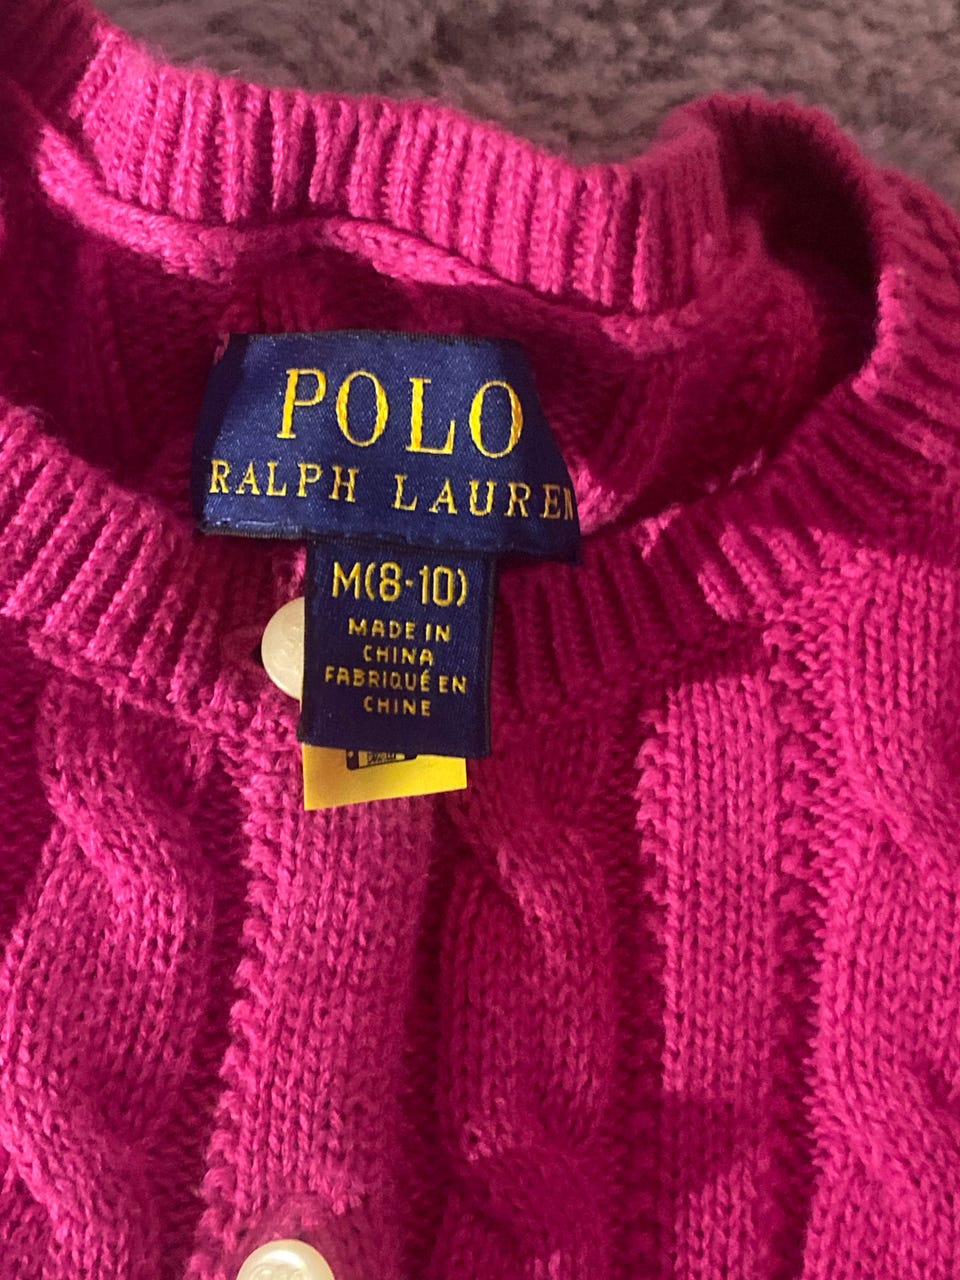 POLO
RALPH LAUREN
M(8-10)
MADE IN
CHINA
FABRIQUÉ EN
CHINE